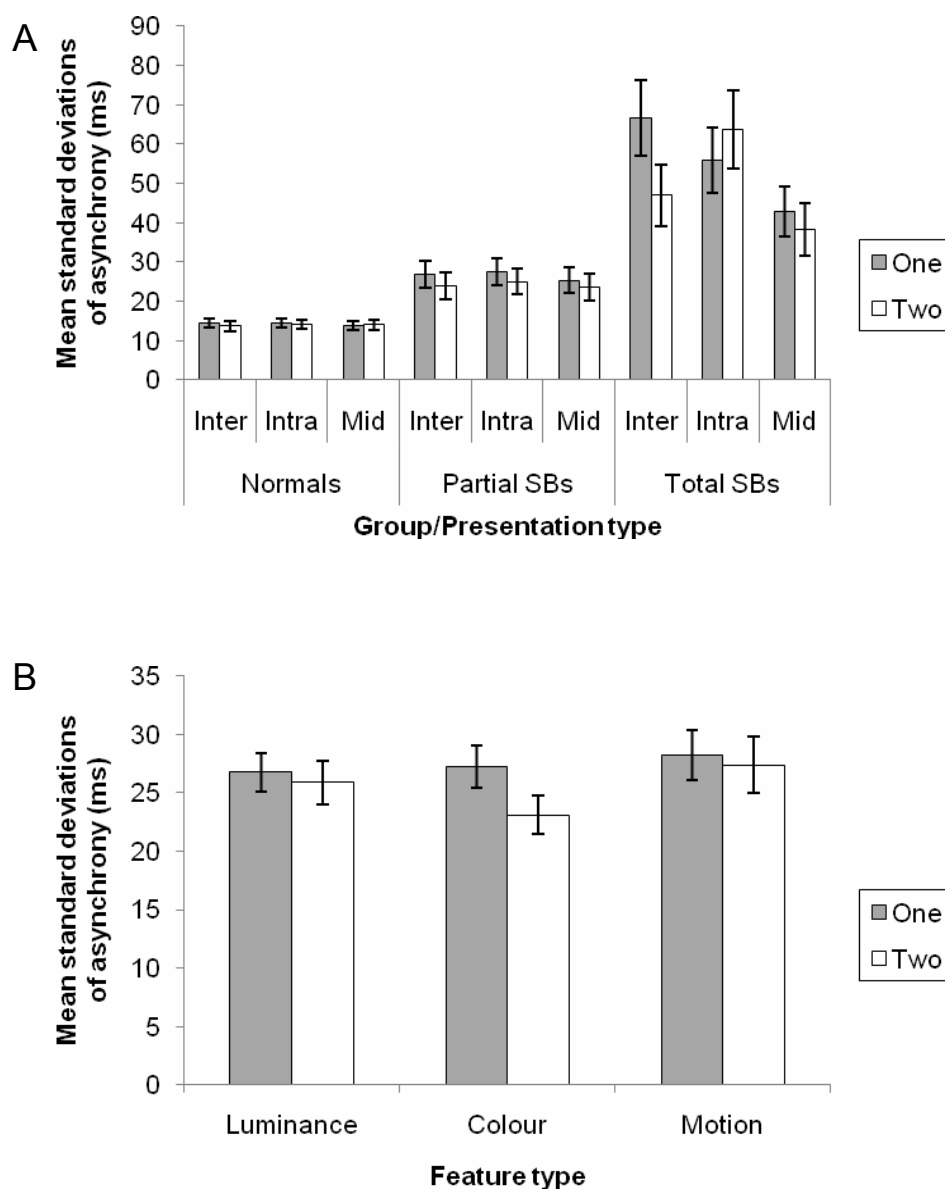 A
Mean standard deviations
of asynchrony (ms)
90
80
70
60
50
40
30
20
10
0
Inter Intra Mid Inter Intra Mid Inter Intra Mid
Normals Partial SBs Total SBs
Group/Presentation type
One
Two
B
Mean standard deviations
of asynchrony (ms)
35
30
25
20
15
10
5
0
Luminance Colour Motion
Feature type
One
Two